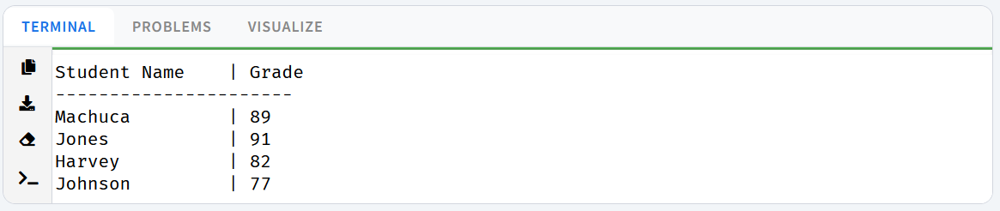 TERMINAL PROBLEMS VISUALIZE
Student Name    | Grade
----------------------
Machuca         | 89
Jones           | 91
Harvey          | 82
Johnson         | 77